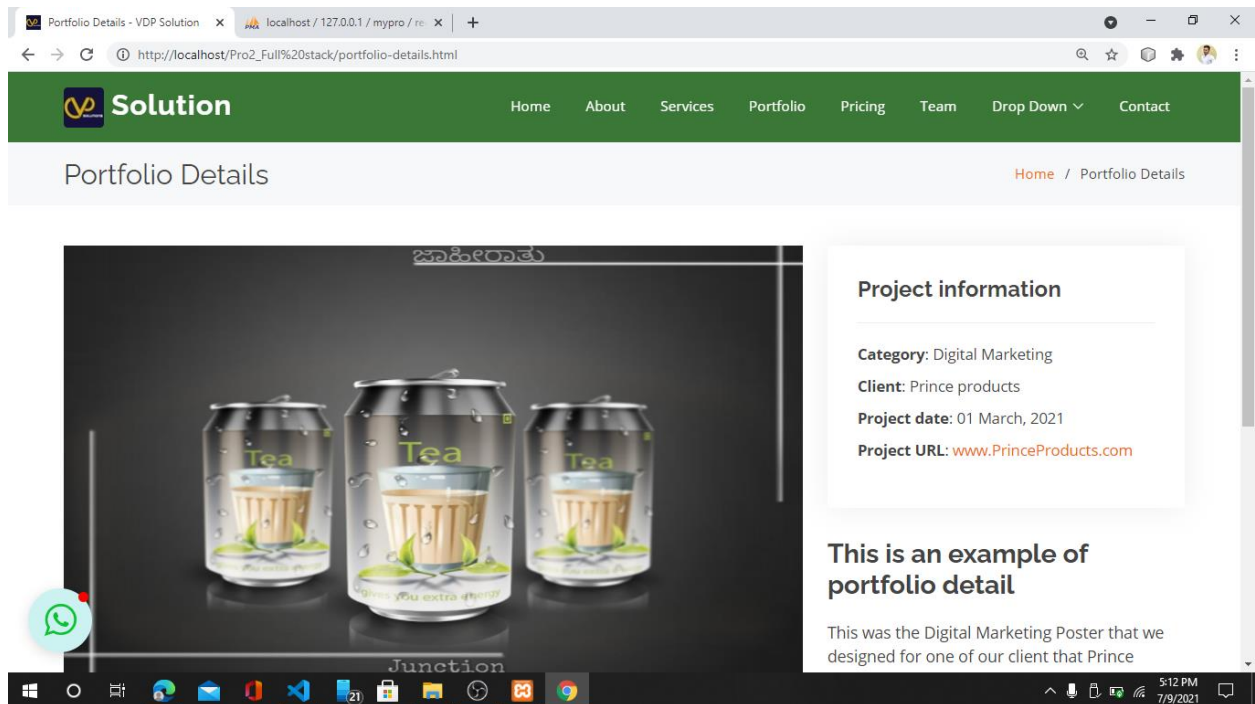 Portfolio Details - VDP Solution
localhost / 127.0.0.1 / mypro / re
http://localhost/Pro2_Full%20stack/portfolio-details.html
Solution
Home About Services Portfolio Pricing Team Drop Down Contact
Portfolio Details
Home / Portfolio Details
ಜಾಹೀರಾತು
Tea
Tea
Tea
gives you extra energy
Junction
Project information
Category: Digital Marketing
Client: Prince products
Project date: 01 March, 2021
Project URL: www.PrinceProducts.com
This is an example of
portfolio detail
This was the Digital Marketing Poster that we
designed for one of our client that Prince
21
5:12 PM
7/9/2021